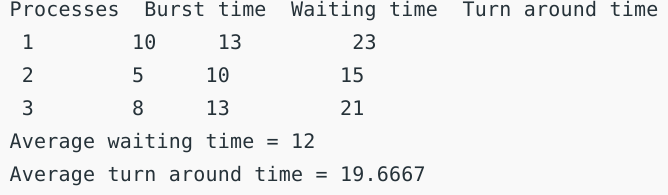 Processes  Burst time  Waiting time  Turn around time
 1        10     13         23
 2        5     10         15
 3        8     13         21
Average waiting time = 12
Average turn around time = 19.6667